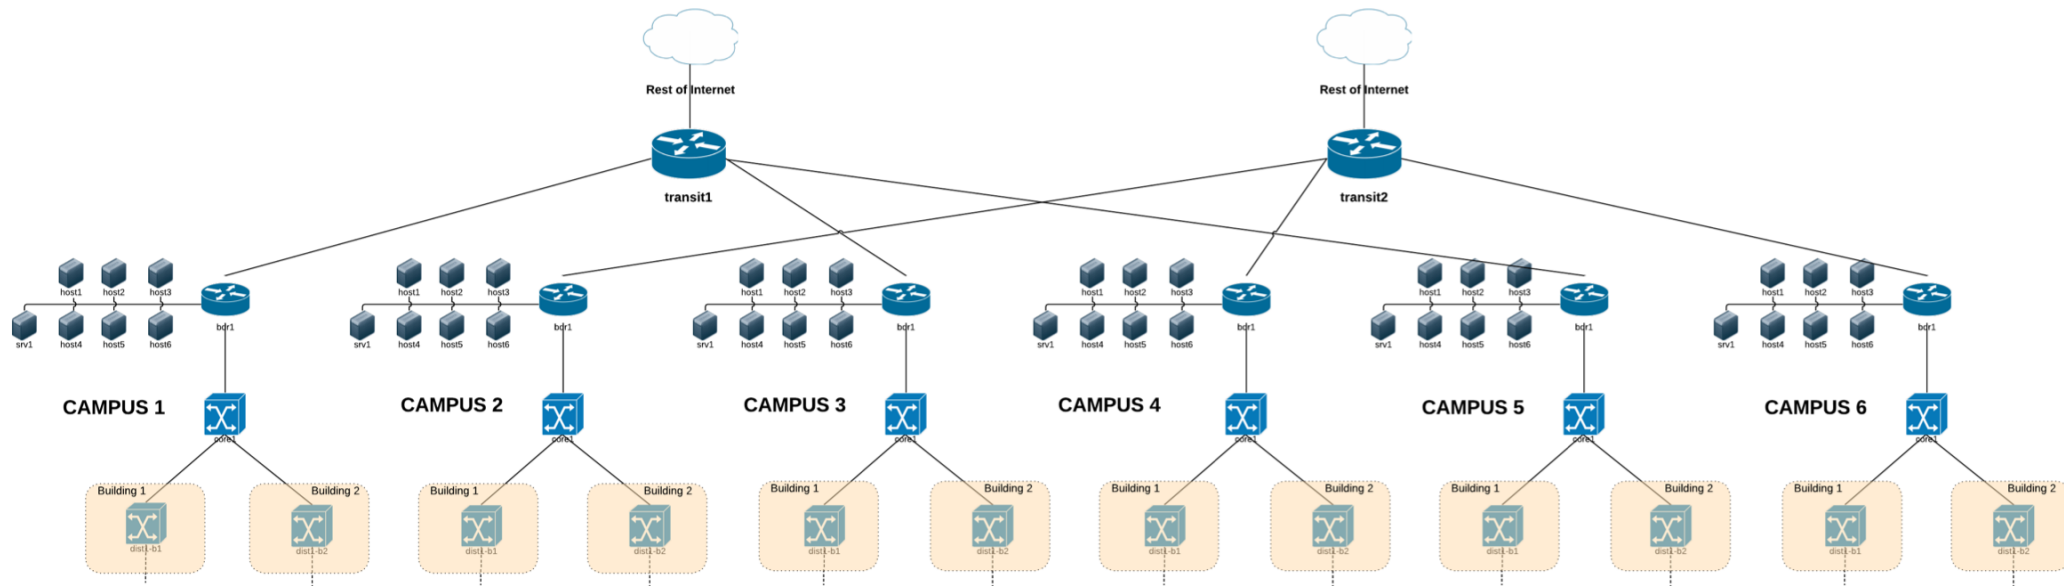 Rest of Internet
Rest of Internet
transit1
transit2
host1 host2 host3
host1 host2 host3
host1 host2 host3
host1 host2 host3
host1 host2 host3
host1 host2 host3
bdr1
bdr1
bdr1
bdr1
bdr1
bdr1
srv1 host4 host5 host6
srv1 host4 host5 host6
srv1 host4 host5 host6
srv1 host4 host5 host6
srv1 host4 host5 host6
srv1 host4 host5 host6
CAMPUS 1
CAMPUS 2
CAMPUS 3
CAMPUS 4
CAMPUS 5
CAMPUS 6
core1
core1
core1
core1
core1
core1
Building 1
Building 2
Building 1
Building 2
Building 1
Building 2
Building 1
Building 2
Building 1
Building 2
Building 1
Building 2
dist1-b1
dist1-b2
dist1-b1
dist1-b2
dist1-b1
dist1-b2
dist1-b1
dist1-b2
dist1-b1
dist1-b2
dist1-b1
dist1-b2